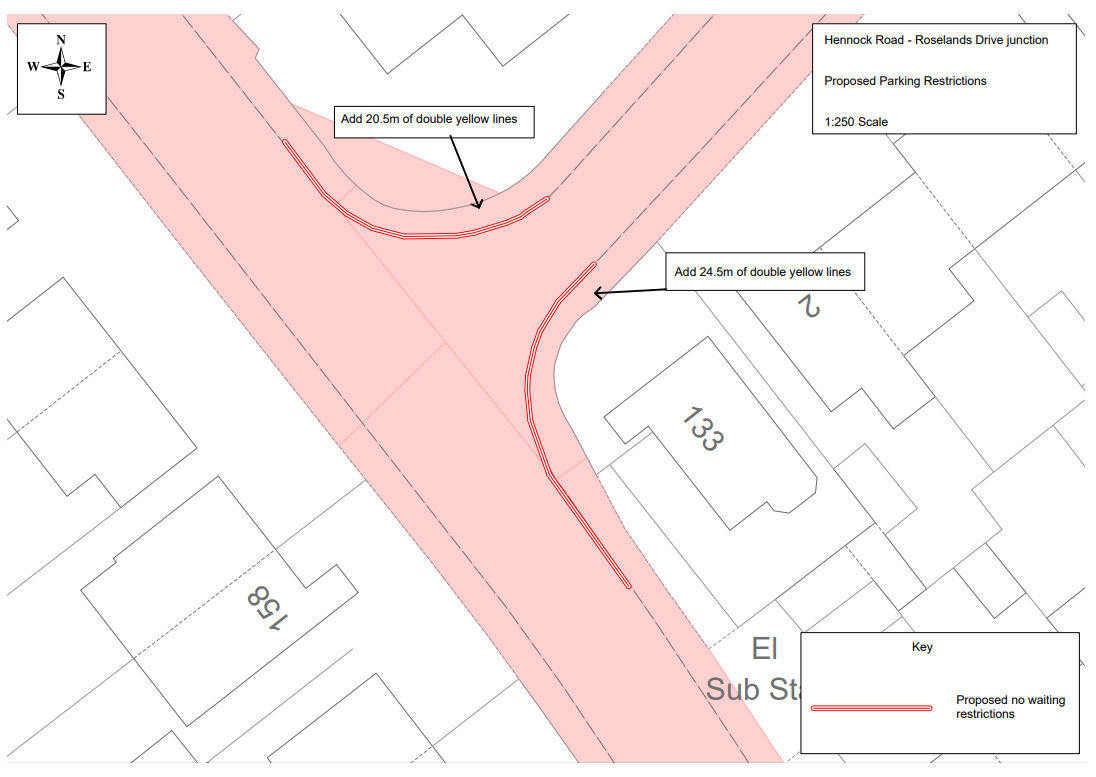 N
W E
S
Hennock Road - Roselands Drive junction
Proposed Parking Restrictions
1:250 Scale
Add 20.5m of double yellow lines
Add 24.5m of double yellow lines
2
133
158
El
Sub Sta
Key
Proposed no waiting
restrictions